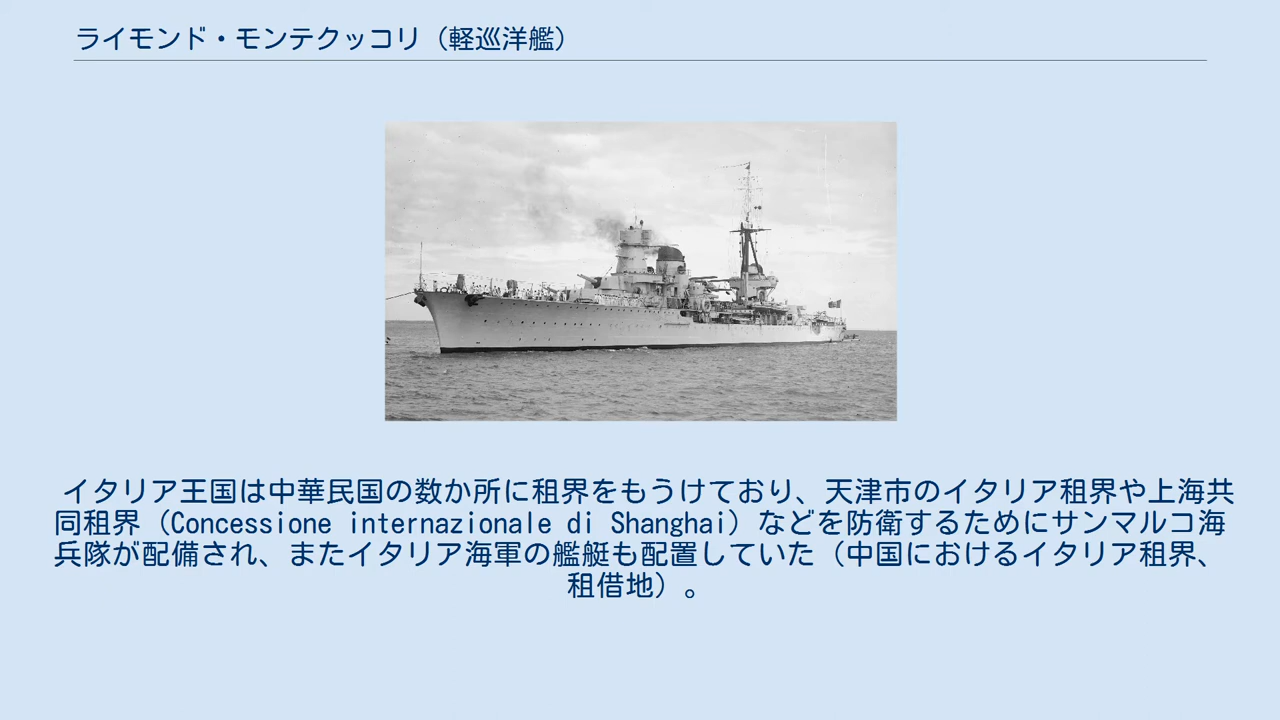 ライモンド・モンテクッコリ（軽巡洋艦）
イタリア王国は中華民国の数か所に租界をもうけており、天津市のイタリア租界や上海共
同租界（Concessione internazionale di Shanghai）などを防衛するためにサンマルコ海
兵隊が配備され、またイタリア海軍の艦艇も配置していた（中国におけるイタリア租界、
租借地）。